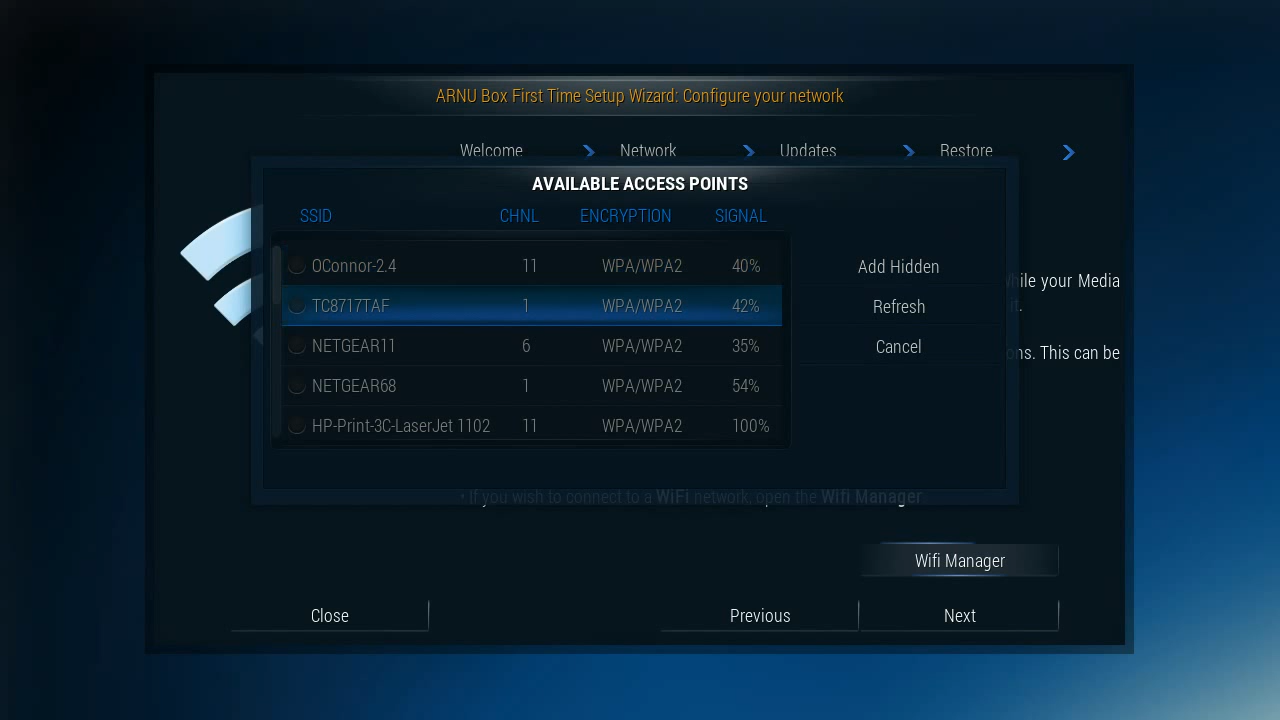 ARNU Box First Time Setup Wizard: Configure your network
Welcome Network Updates Restore
AVAILABLE ACCESS POINTS
SSID CHNL ENCRYPTION SIGNAL
OConnor-2.4 11 WPA/WPA2 40%
TC8717TAF 1 WPA/WPA2 42%
NETGEAR11 6 WPA/WPA2 35%
NETGEAR68 1 WPA/WPA2 54%
HP-Print-3C-LaserJet 1102 11 WPA/WPA2 100%
Add Hidden
Refresh
Cancel
your Media
it.
This can be
• If you wish to connect to a WiFi network, open the Wifi Manager
Wifi Manager
Close Previous Next